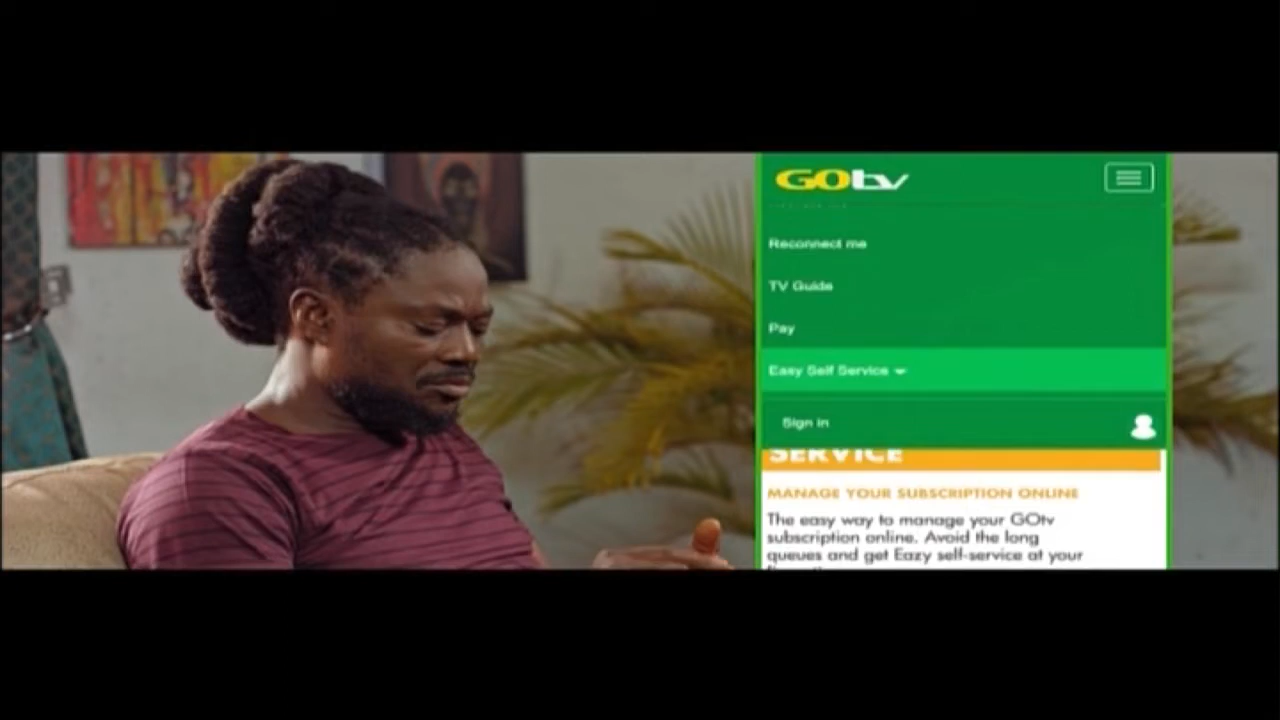 GOtv
Reconnect me
TV Guide
Pay
Easy Self Service
Sign in
SERVICE
MANAGE YOUR SUBSCRIPTION ONLINE
The easy way to manage your GOtv
subscription online. Avoid the long
queues and get Eazy self-service at your